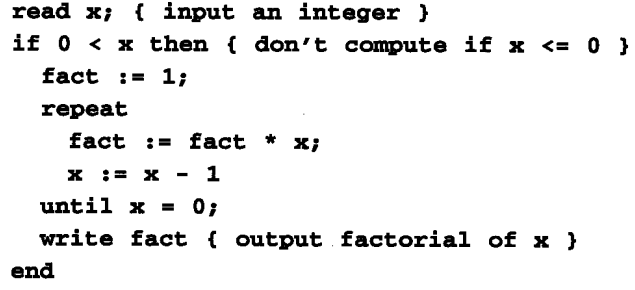 read x; { input an integer }
if 0 < x then { don't compute if x <= 0 }
fact := 1;
repeat
fact := fact * x;
x := x - 1
until x = 0;
write fact { output factorial of x }
end